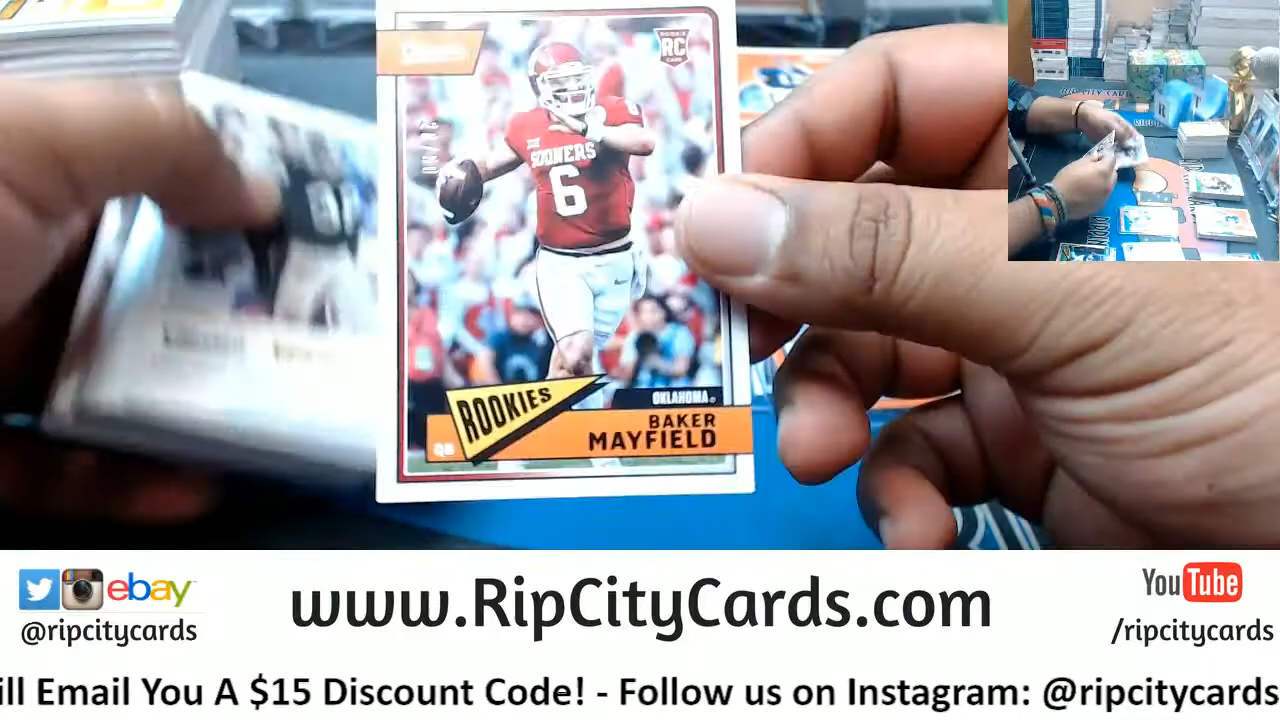 RC
SOONERS
6
ROOKIES
OKLAHOMA
BAKER
MAYFIELD
QB
ebay
@ripcitycards
www.RipCityCards.com
YouTube
/ripcitycards
ill Email You A $15 Discount Code! - Follow us on Instagram: @ripcitycards